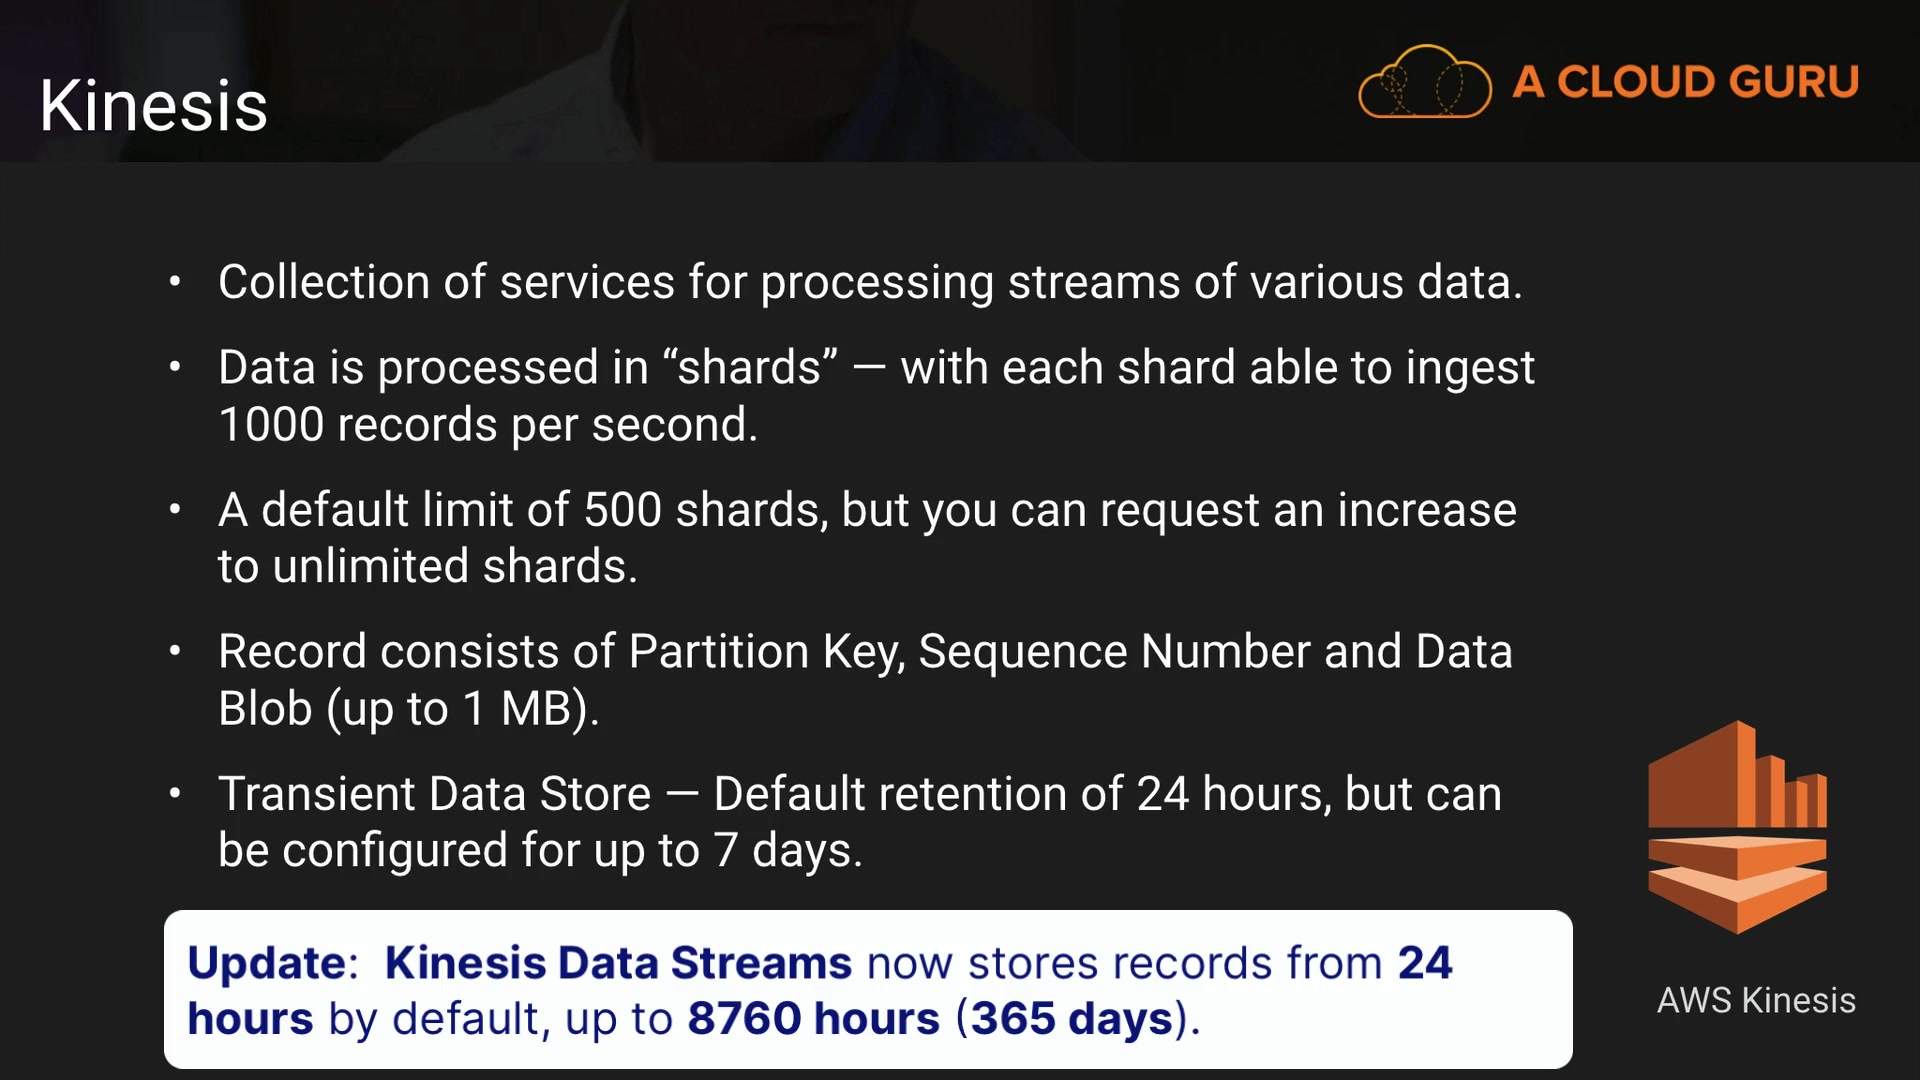 Kinesis
A CLOUD GURU
• Collection of services for processing streams of various data.
• Data is processed in “shards” — with each shard able to ingest
1000 records per second.
• A default limit of 500 shards, but you can request an increase
to unlimited shards.
• Record consists of Partition Key, Sequence Number and Data
Blob (up to 1 MB).
• Transient Data Store — Default retention of 24 hours, but can
be configured for up to 7 days.
Update: Kinesis Data Streams now stores records from 24
hours by default, up to 8760 hours (365 days).
AWS Kinesis